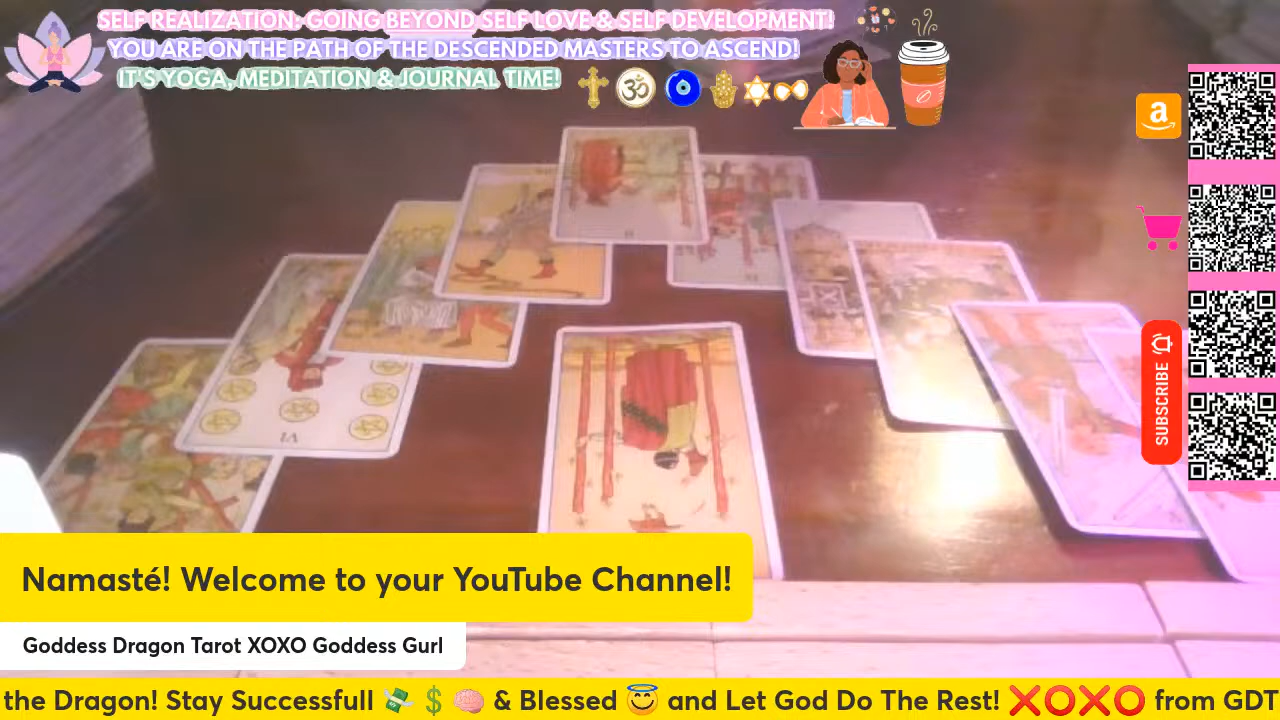 SELF REALIZATION: GOING BEYOND SELF LOVE & SELF DEVELOPMENT!
YOU ARE ON THE PATH OF THE DESCENDED MASTERS TO ASCEND!
IT'S YOGA, MEDITATION & JOURNAL TIME!
ॐ
a
SUBSCRIBE
VI
Namasté! Welcome to your YouTube Channel!
Goddess Dragon Tarot XOXO Goddess Gurl
the Dragon! Stay Successfull 💸 💲 🧠 & Blessed 😇 and Let God Do The Rest! ❌⭕❌⭕ from GDT